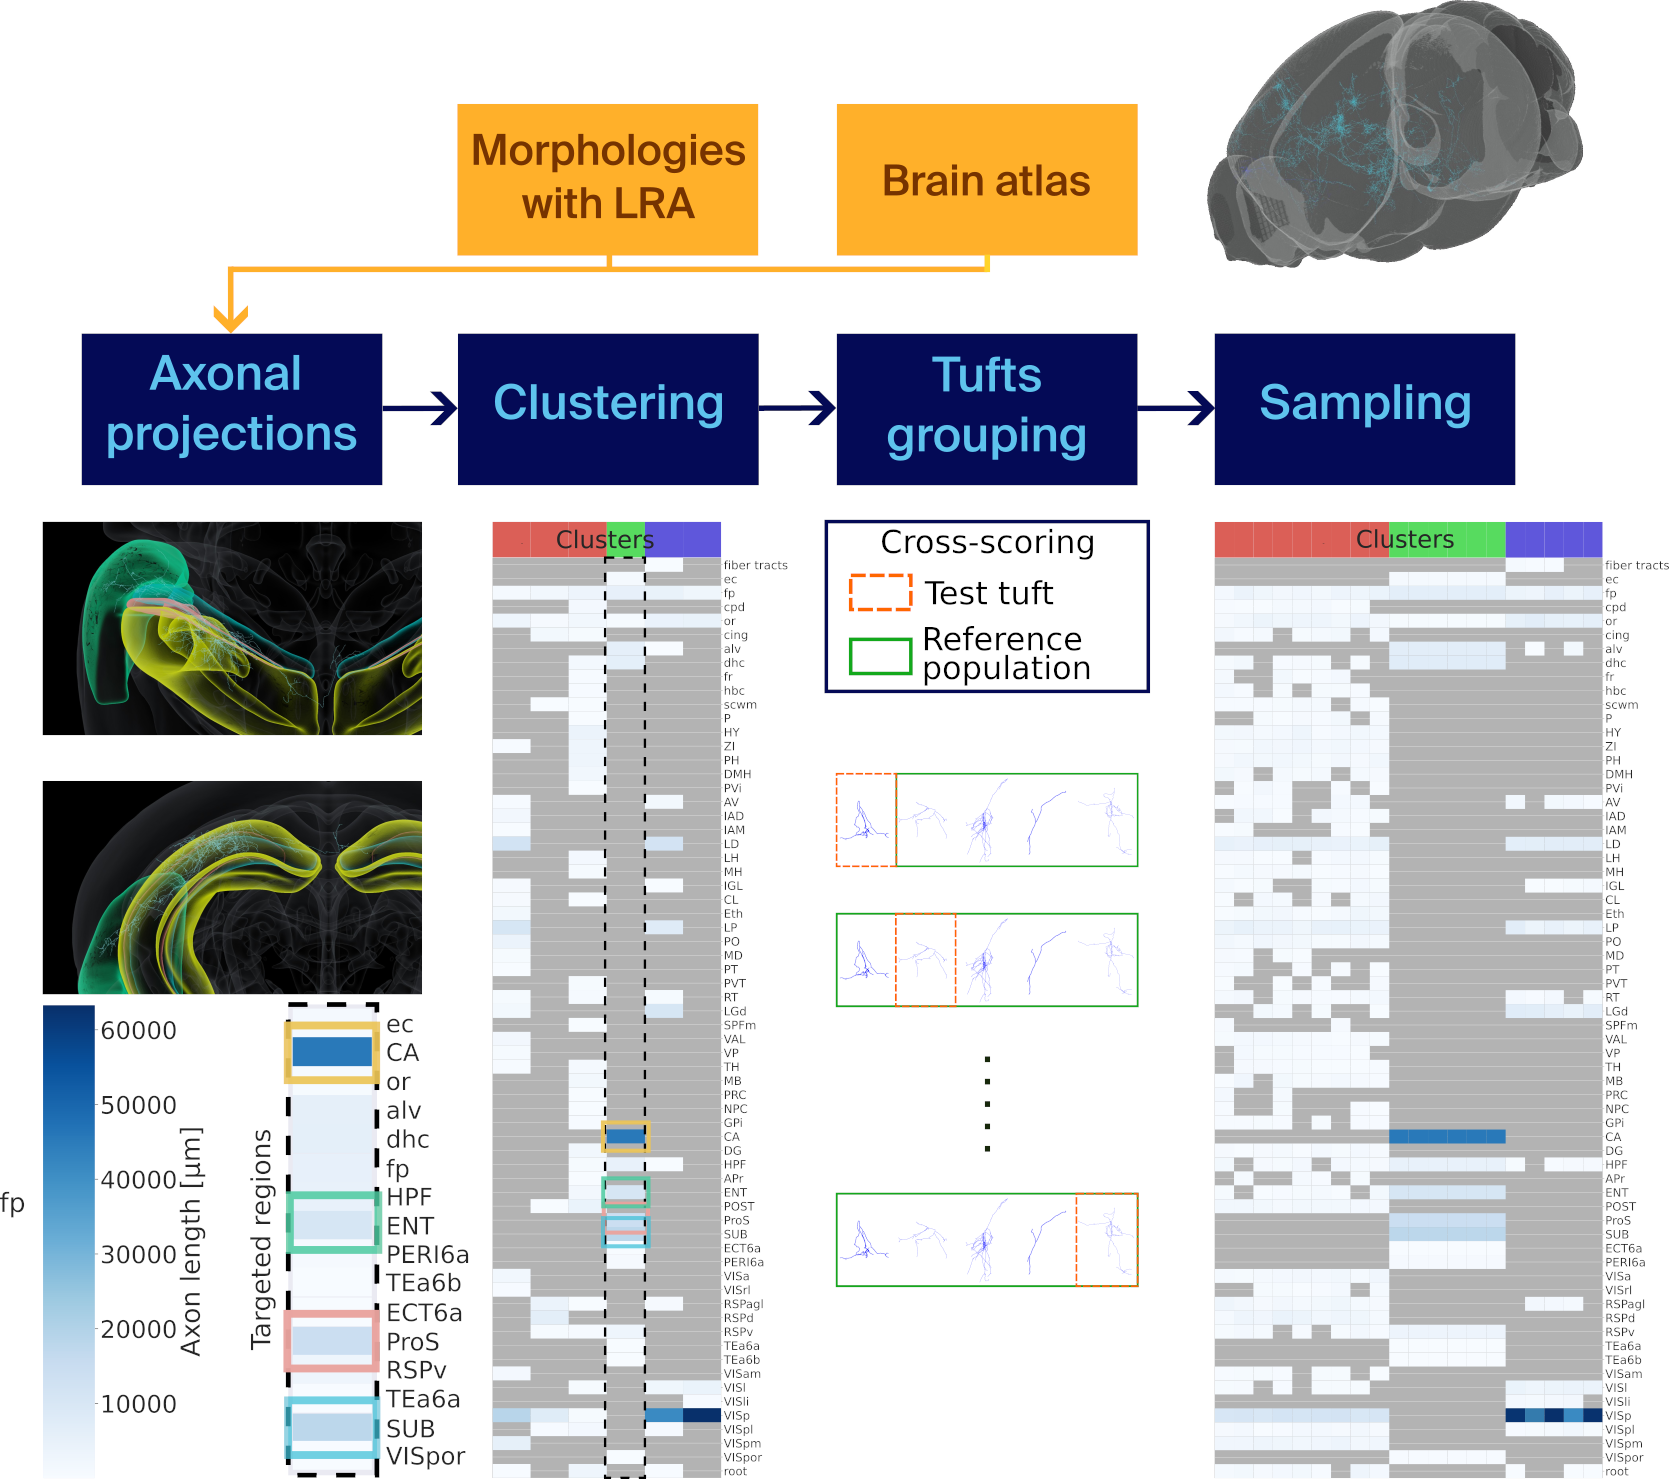 Morphologies
with LRA
Brain atlas
Axonal
projections
Clustering
Tufts
grouping
Sampling
Clusters
fiber tracts
ec
fp
cpd
or
cing
alv
dhc
fr
hbc
scwm
P
HY
ZI
PH
DMH
PVi
AV
IAD
IAM
LD
LH
MH
IGL
CL
Eth
LP
PO
MD
PT
PVT
RT
LGd
SPFm
VAL
VP
TH
MB
PRC
NPC
GPi
CA
DG
HPF
APr
ENT
POST
ProS
SUB
ECT6a
PERI6a
VISa
VISrl
RSPagl
RSPd
RSPv
TEa6a
TEa6b
VISam
VISl
VISli
VISp
VISpl
VISpm
VISpor
root
Cross-scoring
Test tuft
Reference
population
Clusters
fiber tracts
ec
fp
cpd
or
cing
alv
dhc
fr
hbc
scwm
P
HY
ZI
PH
DMH
PVi
AV
IAD
IAM
LD
LH
MH
IGL
CL
Eth
LP
PO
MD
PT
PVT
RT
LGd
SPFm
VAL
VP
TH
MB
PRC
NPC
GPi
CA
DG
HPF
APr
ENT
POST
ProS
SUB
ECT6a
PERI6a
VISa
VISrl
RSPagl
RSPd
RSPv
TEa6a
TEa6b
VISam
VISl
VISli
VISp
VISpl
VISpm
VISpor
root
fp
60000
50000
40000
30000
20000
10000
Axon length [μm]
Targeted regions
ec
CA
or
alv
dhc
fp
HPF
ENT
PERI6a
TEa6b
ECT6a
ProS
RSPv
TEa6a
SUB
VISpor